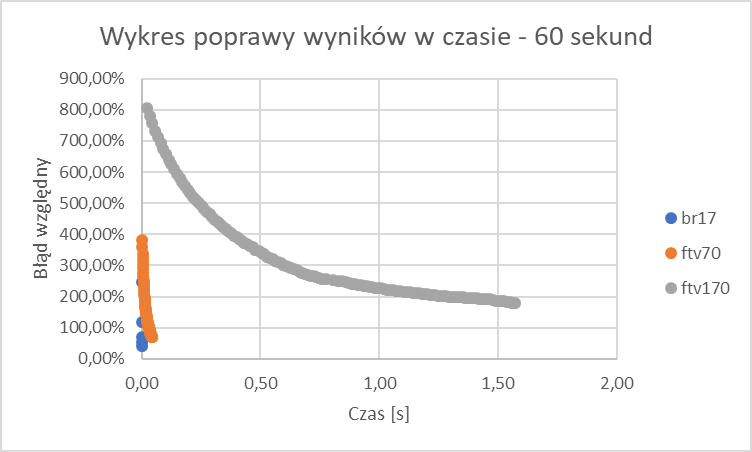 Wykres poprawy wyników w czasie - 60 sekund
900,00%
800,00%
700,00%
600,00%
500,00%
400,00%
300,00%
200,00%
100,00%
0,00%
Błąd względny
0,00 0,50 1,00 1,50 2,00
Czas [s]
br17
ftv70
ftv170